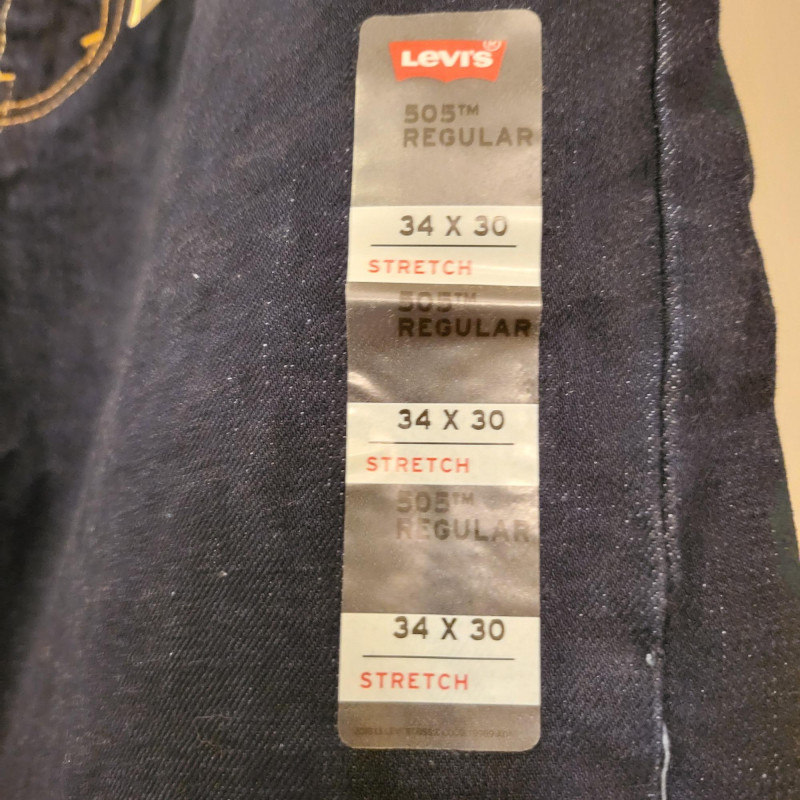 Levi's®
505™
REGULAR
34 X 30
STRETCH
505™
REGULAR
34 X 30
STRETCH
505™
REGULAR
34 X 30
STRETCH